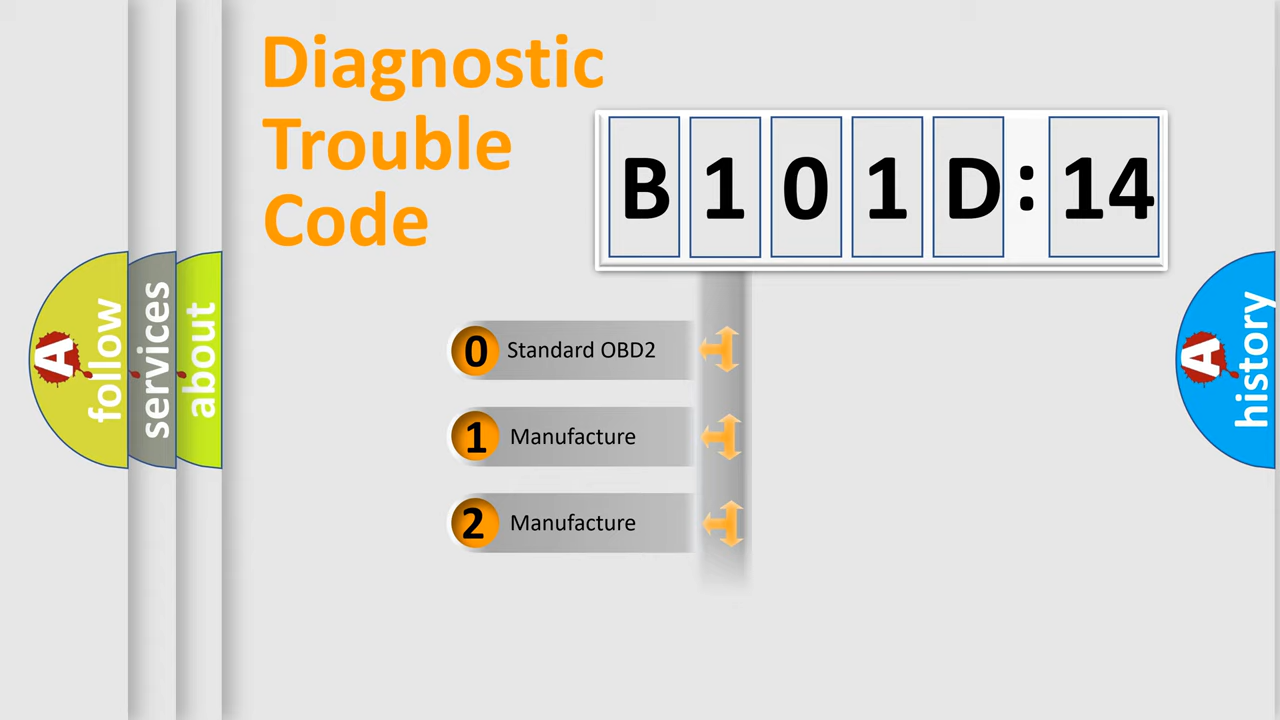 Diagnostic
Trouble
Code
B 1 0 1 D : 14
0 Standard OBD2
1 Manufacture
2 Manufacture
A follow
services
about
A history